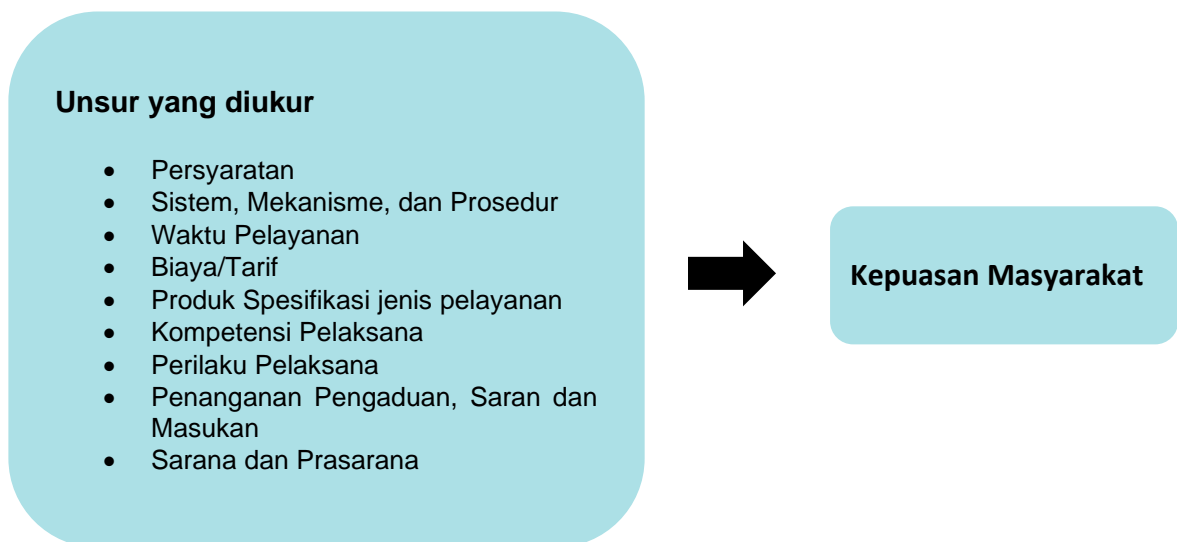 Unsur yang diukur
• Persyaratan
• Sistem, Mekanisme, dan Prosedur
• Waktu Pelayanan
• Biaya/Tarif
• Produk Spesifikasi jenis pelayanan
• Kompetensi Pelaksana
• Perilaku Pelaksana
• Penanganan Pengaduan, Saran dan
Masukan
• Sarana dan Prasarana
Kepuasan Masyarakat